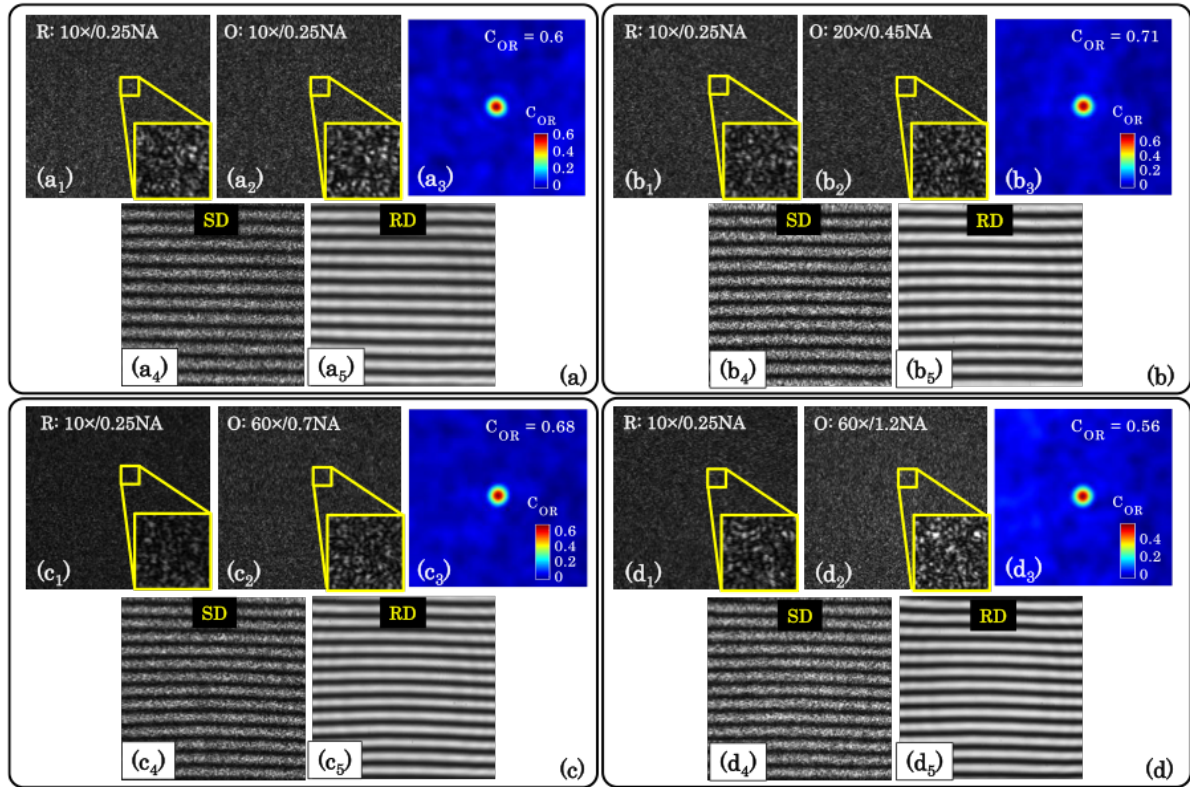 R: 10×/0.25NA
O: 10×/0.25NA
C_OR = 0.6
C_OR
0.6
0.4
0.2
0
(a₁)
(a₂)
(a₃)
SD
RD
(a₄)
(a₅)
(a)
R: 10×/0.25NA
O: 20×/0.45NA
C_OR = 0.71
C_OR
0.6
0.4
0.2
0
(b₁)
(b₂)
(b₃)
SD
RD
(b₄)
(b₅)
(b)
R: 10×/0.25NA
O: 60×/0.7NA
C_OR = 0.68
C_OR
0.6
0.4
0.2
0
(c₁)
(c₂)
(c₃)
SD
RD
(c₄)
(c₅)
(c)
R: 10×/0.25NA
O: 60×/1.2NA
C_OR = 0.56
C_OR
0.4
0.2
0
(d₁)
(d₂)
(d₃)
SD
RD
(d₄)
(d₅)
(d)